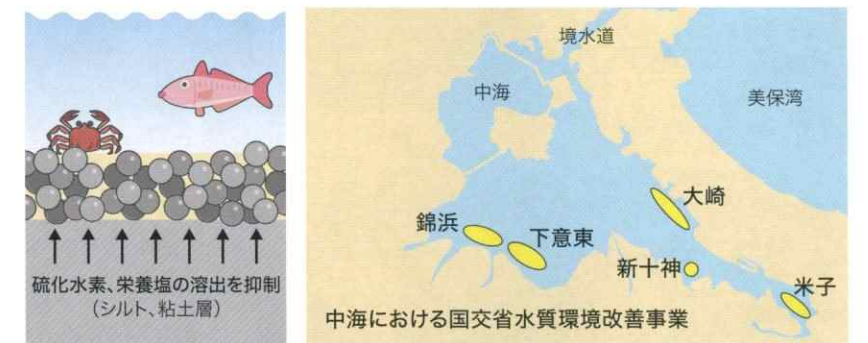 硫化水素、栄養塩の溶出を抑制
(シルト、粘土層)
境水道
中海
美保湾
大崎
錦浜
下意東
新十神
米子
中海における国交省水質環境改善事業